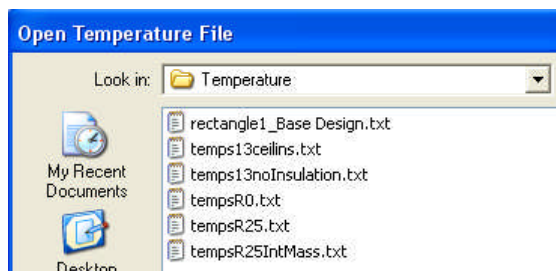 Open Temperature File
Look in: Temperature
rectangle1_Base Design.txt
temps13ceilins.txt
temps13noInsulation.txt
tempsR0.txt
tempsR25.txt
tempsR25IntMass.txt
My Recent
Documents
Desktop